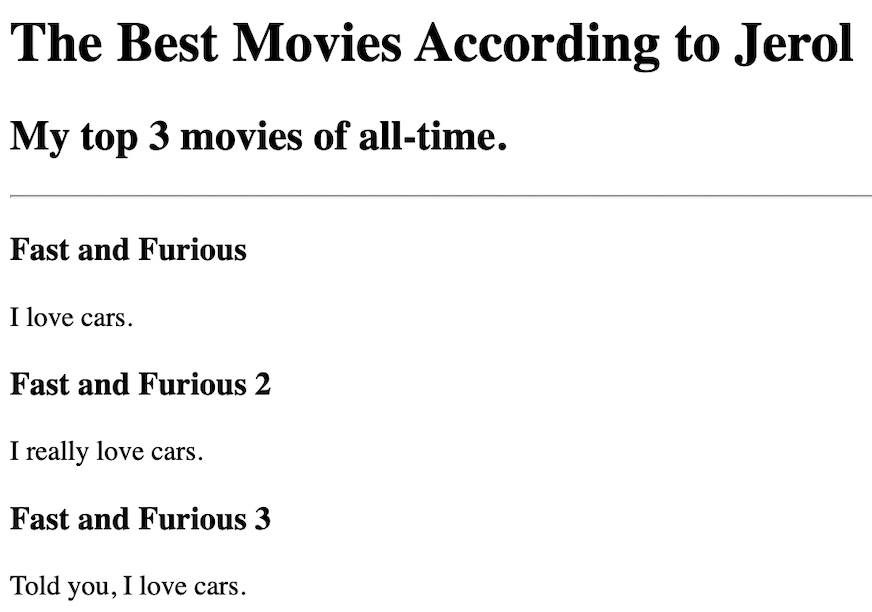 The Best Movies According to Jerol
My top 3 movies of all-time.
Fast and Furious
I love cars.
Fast and Furious 2
I really love cars.
Fast and Furious 3
Told you, I love cars.